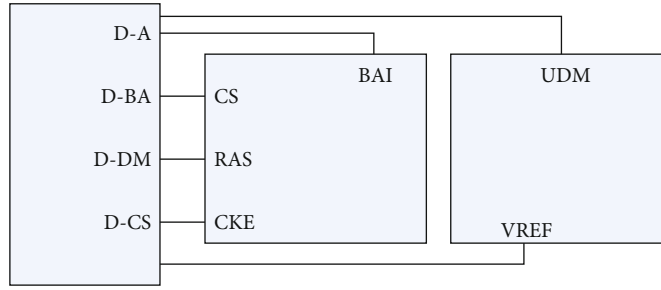 D-A
BAI
UDM
D-BA
CS
D-DM
RAS
D-CS
CKE
VREF